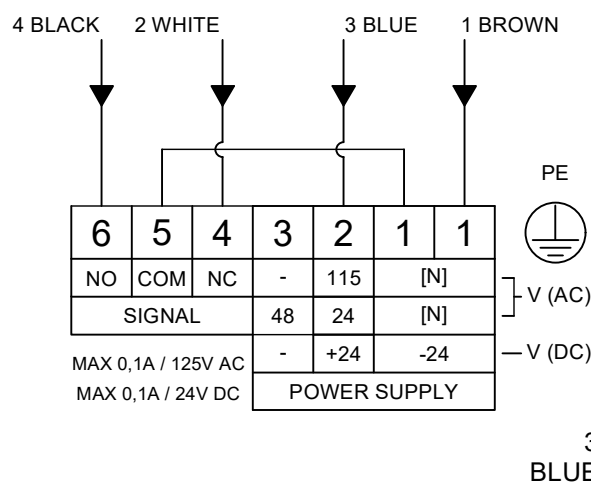 4 BLACK 2 WHITE 3 BLUE 1 BROWN
PE
6 5 4 3 2 1 1
NO COM NC - 115 [N]
V (AC)
SIGNAL 48 24 [N]
- +24 -24 V (DC)
MAX 0,1A / 125V AC
MAX 0,1A / 24V DC
POWER SUPPLY
3
BLUE